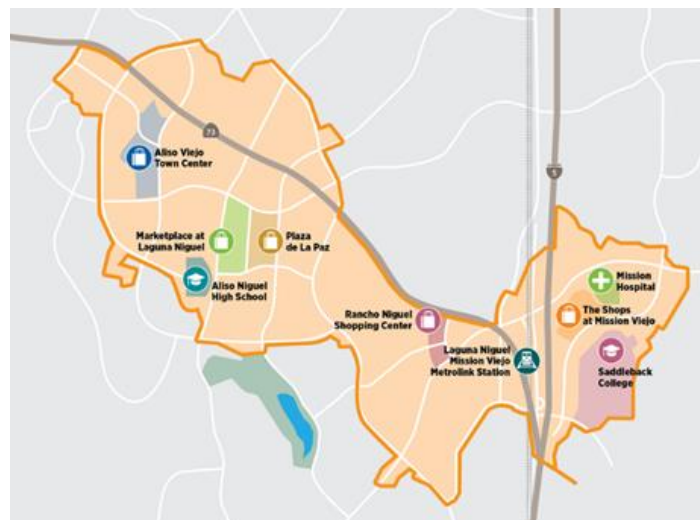 73
Aliso Viejo
Town Center
5
Marketplace at
Laguna Niguel
Plaza
de La Paz
Aliso Niguel
High School
Mission
Hospital
Rancho Niguel
Shopping Center
The Shops
at Mission Viejo
Laguna Niguel
Mission Viejo
Metrolink Station
Saddleback
College